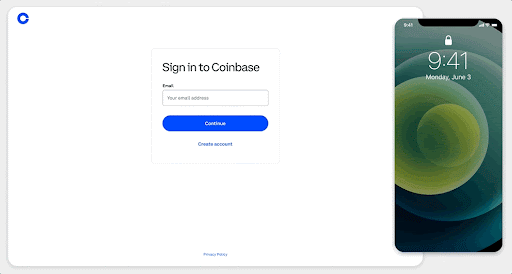 Sign in to Coinbase
Email
Your email address
Continue
Create account
Privacy Policy
9:41
9:41
Monday, June 3